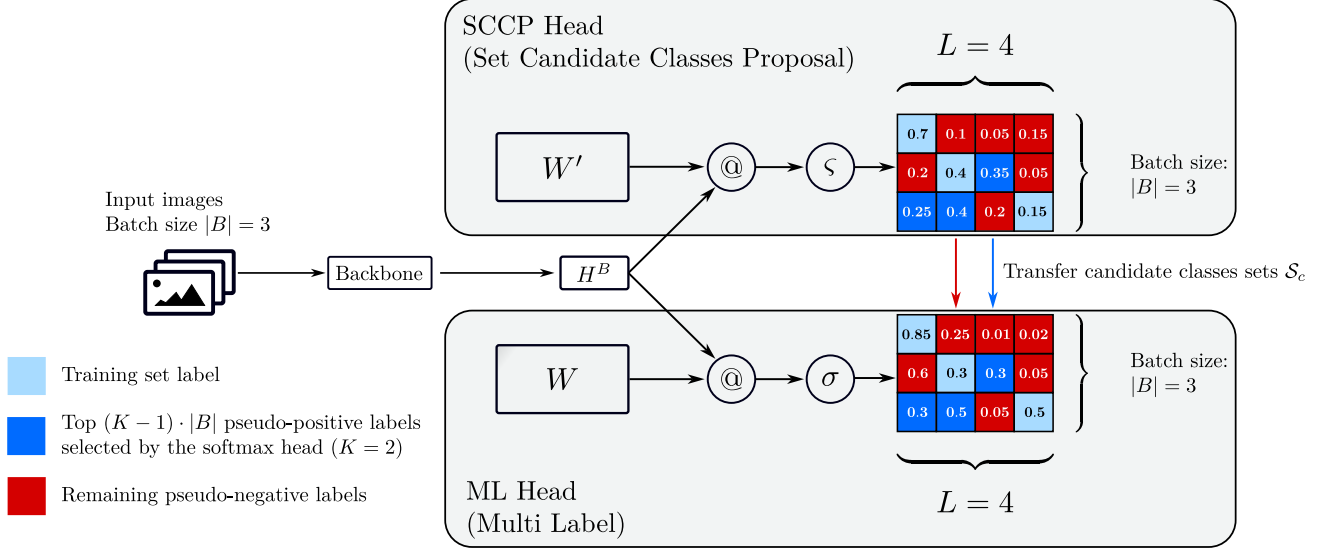 SCCP Head
(Set Candidate Classes Proposal)
L = 4
W′
@
ς
0.7 0.1 0.05 0.15
0.2 0.4 0.35 0.05
0.25 0.4 0.2 0.15
Batch size:
|B| = 3
Input images
Batch size |B| = 3
Backbone
H^B
Transfer candidate classes sets 𝒮_c
W
@
σ
0.85 0.25 0.01 0.02
0.6 0.3 0.3 0.05
0.3 0.5 0.05 0.5
Batch size:
|B| = 3
Training set label
Top (K − 1) · |B| pseudo-positive labels
selected by the softmax head (K = 2)
Remaining pseudo-negative labels
ML Head
(Multi Label)
L = 4